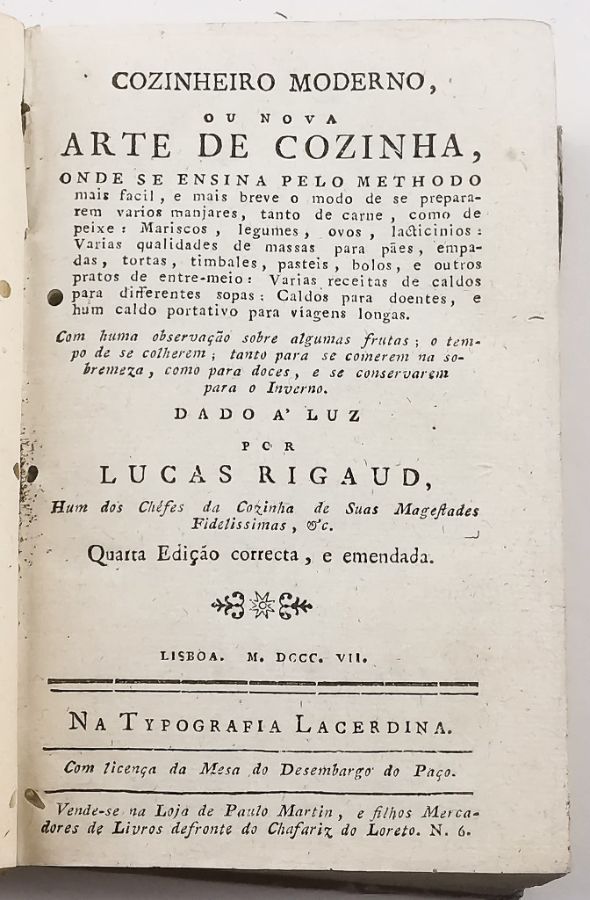 COZINHEIRO MODERNO,
OU NOVA
ARTE DE COZINHA,
ONDE SE ENSINA PELO METHODO
mais facil, e mais breve o modo de se prepara-
rem varios manjares, tanto de carne, como de
peixe: Mariscos, legumes, ovos, lacticinios:
Varias qualidades de massas para pães, empa-
das, tortas, timbales, pasteis, bolos, e outros
pratos de entre-meio: Varias receitas de caldos
para differentes sopas: Caldos para doentes, e
hum caldo portativo para viagens longas.
Com huma observação sobre algumas frutas; o tem-
po de se colherem; tanto para se comerem na so-
bremeza, como para doces, e se conservarem
para o Inverno.
DADO A' LUZ
POR
LUCAS RIGAUD,
Hum dos Chéfes da Cozinha de Suas Mageſtades
Fidelissimas, &c.
Quarta Edição correcta, e emendada.
LISBOA. M. DCCC. VII.
NA TYPOGRAFIA LACERDINA.
Com licença da Mesa do Desembargo do Paço.
Vende-se na Loja de Paulo Martin, e filhos Merca-
dores de Livros defronte do Chafariz do Loreto. N. 6.